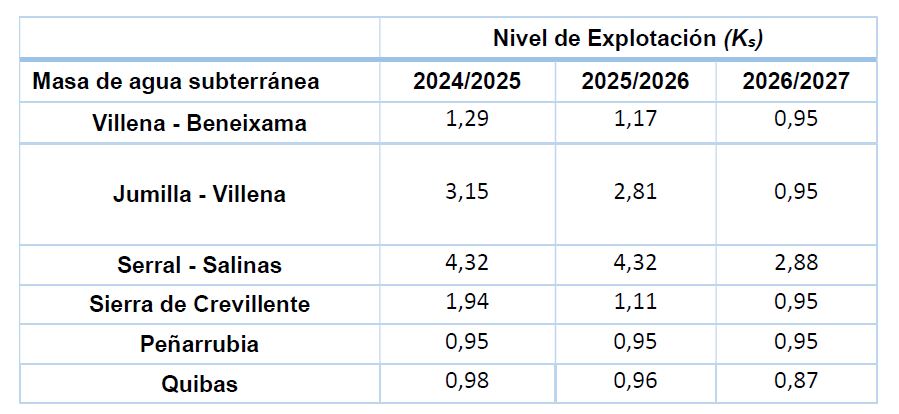 Nivel de Explotación (Ks)
Masa de agua subterránea 2024/2025 2025/2026 2026/2027
Villena - Beneixama 1,29 1,17 0,95
Jumilla - Villena 3,15 2,81 0,95
Serral - Salinas 4,32 4,32 2,88
Sierra de Crevillente 1,94 1,11 0,95
Peñarrubia 0,95 0,95 0,95
Quibas 0,98 0,96 0,87